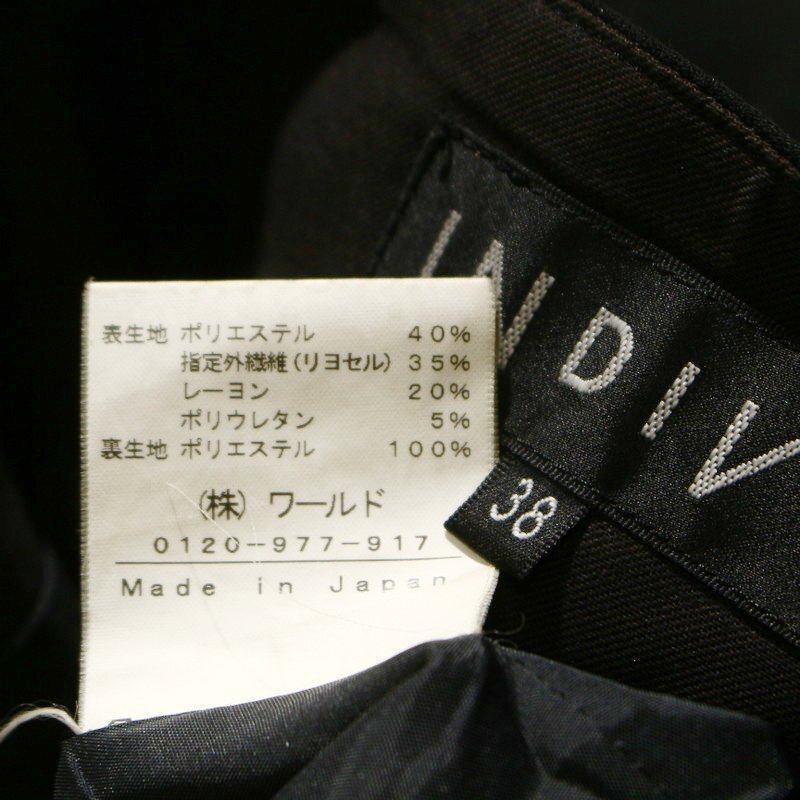 表生地 ポリエステル 40%
指定外繊維(リヨセル) 35%
レーヨン 20%
ポリウレタン 5%
裏生地 ポリエステル 100%
(株) ワールド
0120-977-917
Made in Japan
INDIV
38